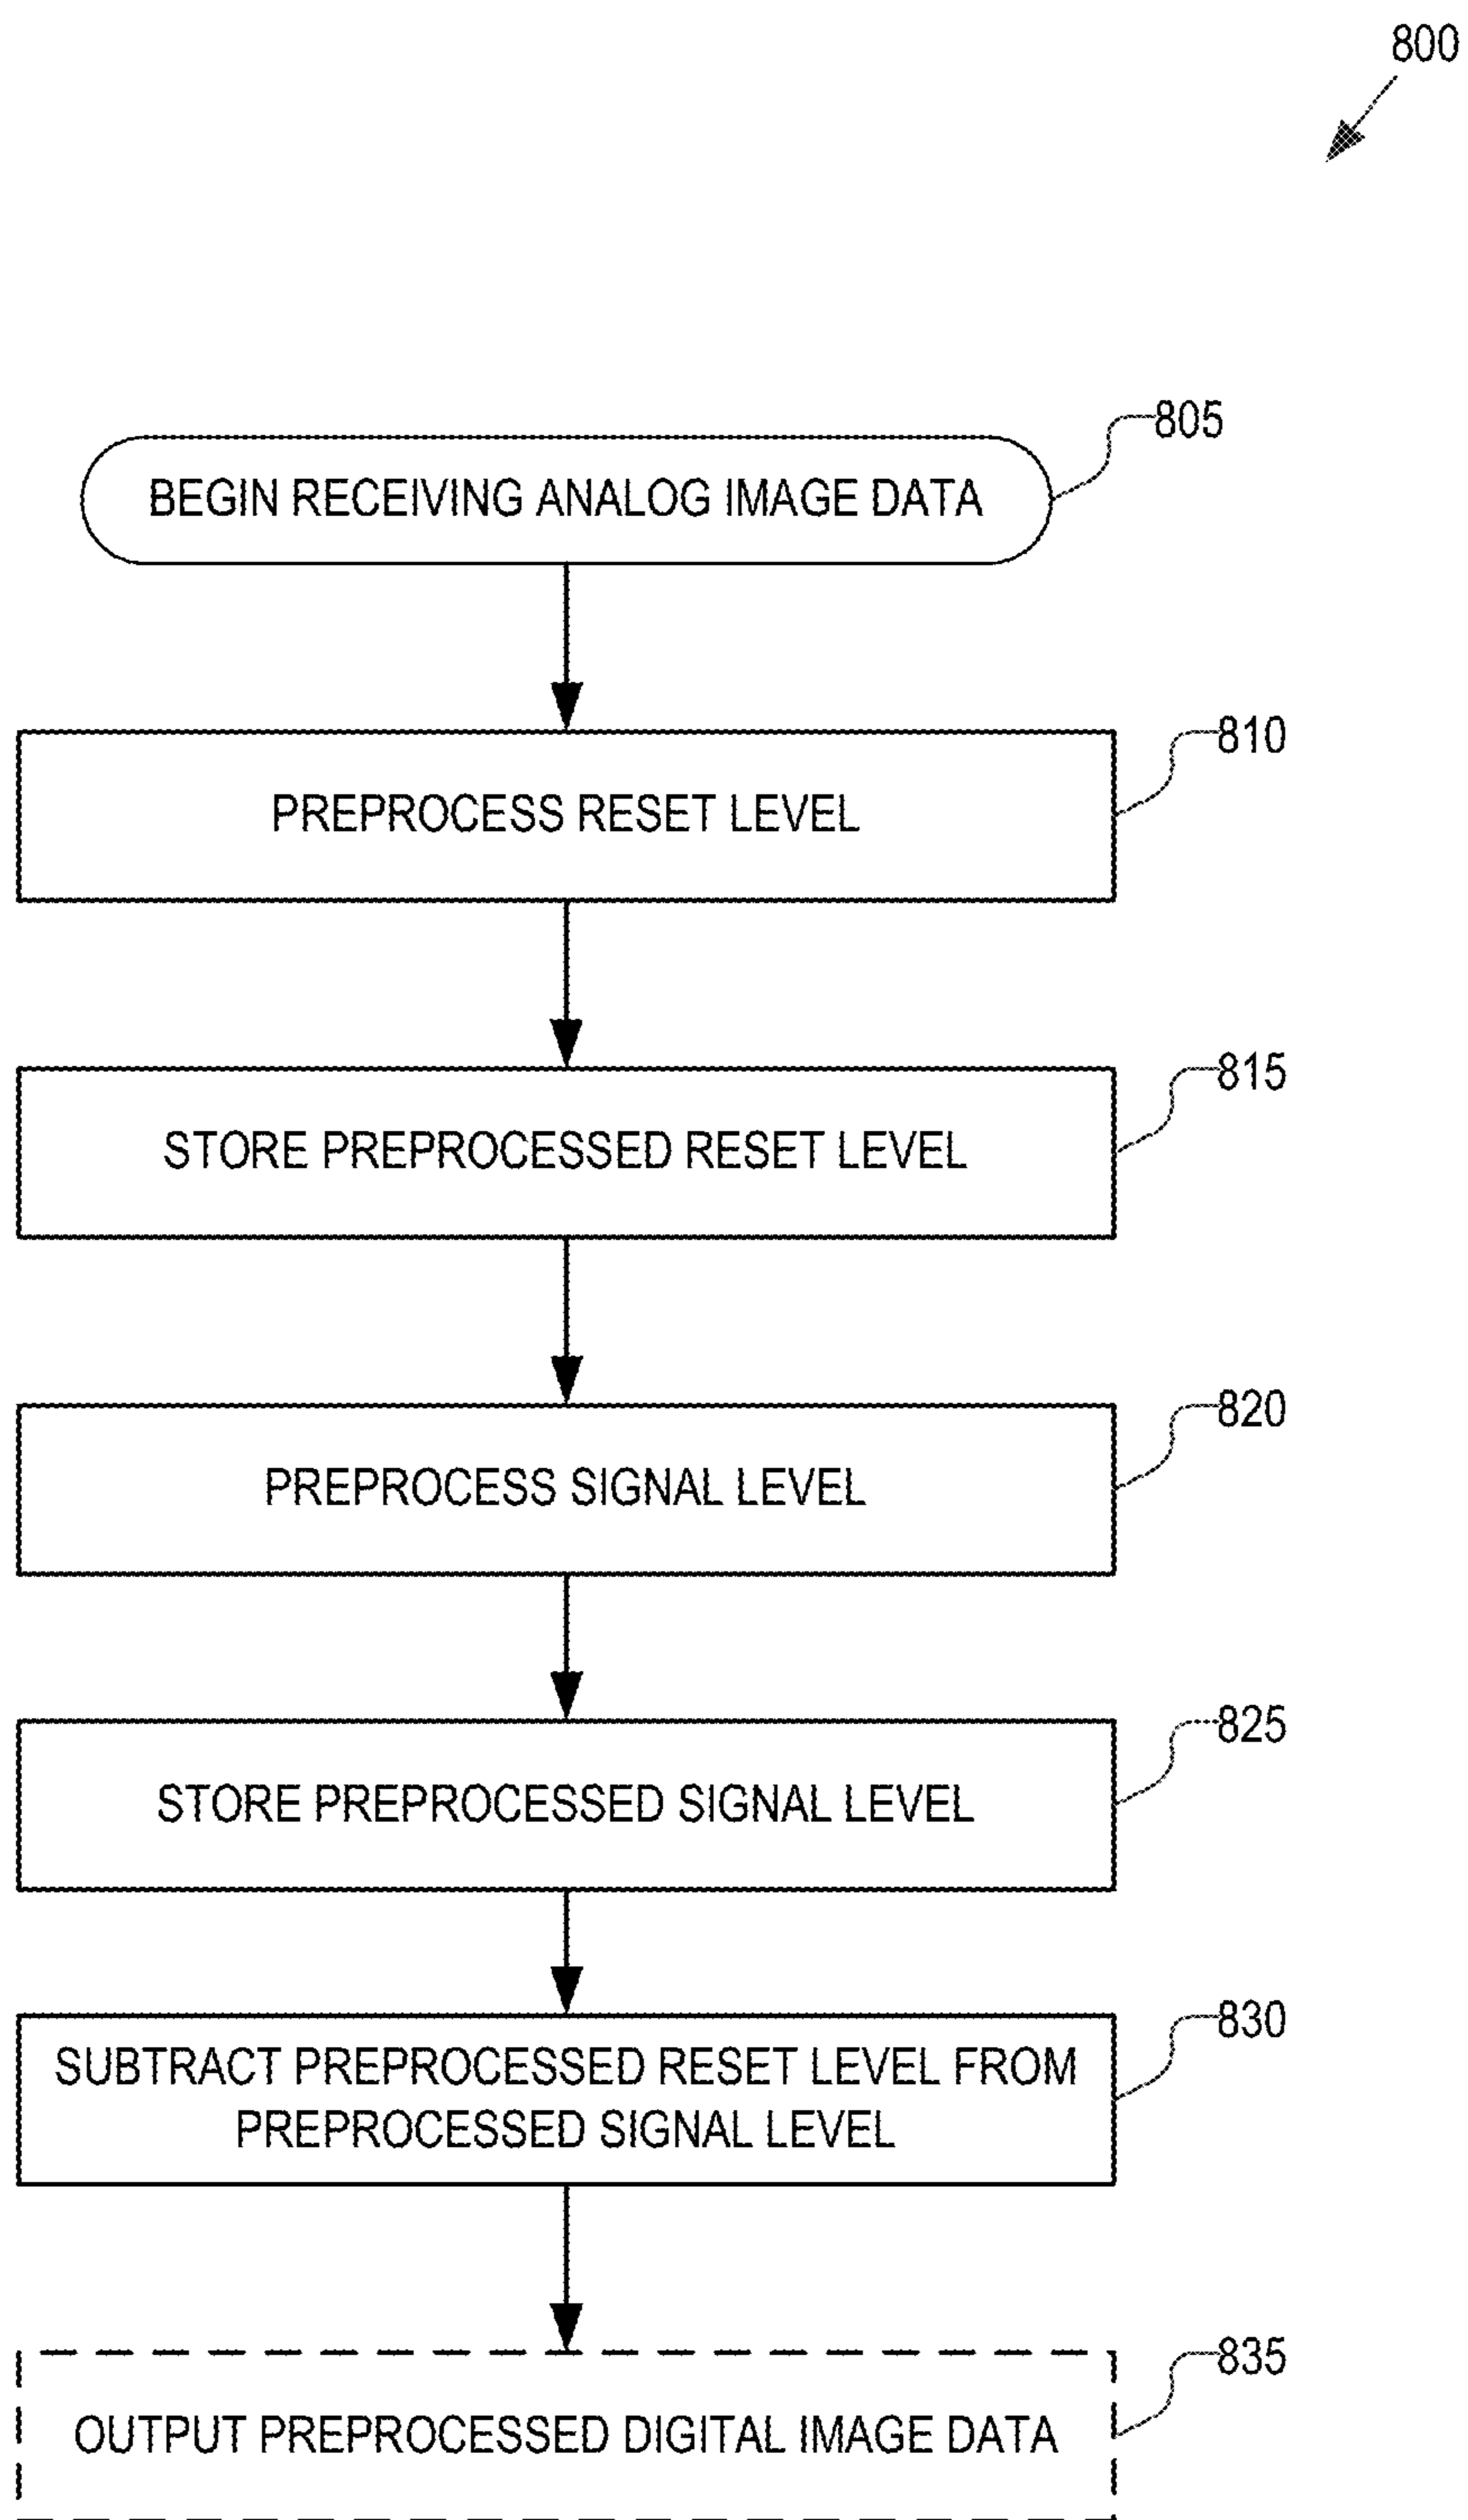 800
805
BEGIN RECEIVING ANALOG IMAGE DATA
810
PREPROCESS RESET LEVEL
815
STORE PREPROCESSED RESET LEVEL
820
PREPROCESS SIGNAL LEVEL
825
STORE PREPROCESSED SIGNAL LEVEL
830
SUBTRACT PREPROCESSED RESET LEVEL FROM
PREPROCESSED SIGNAL LEVEL
835
OUTPUT PREPROCESSED DIGITAL IMAGE DATA